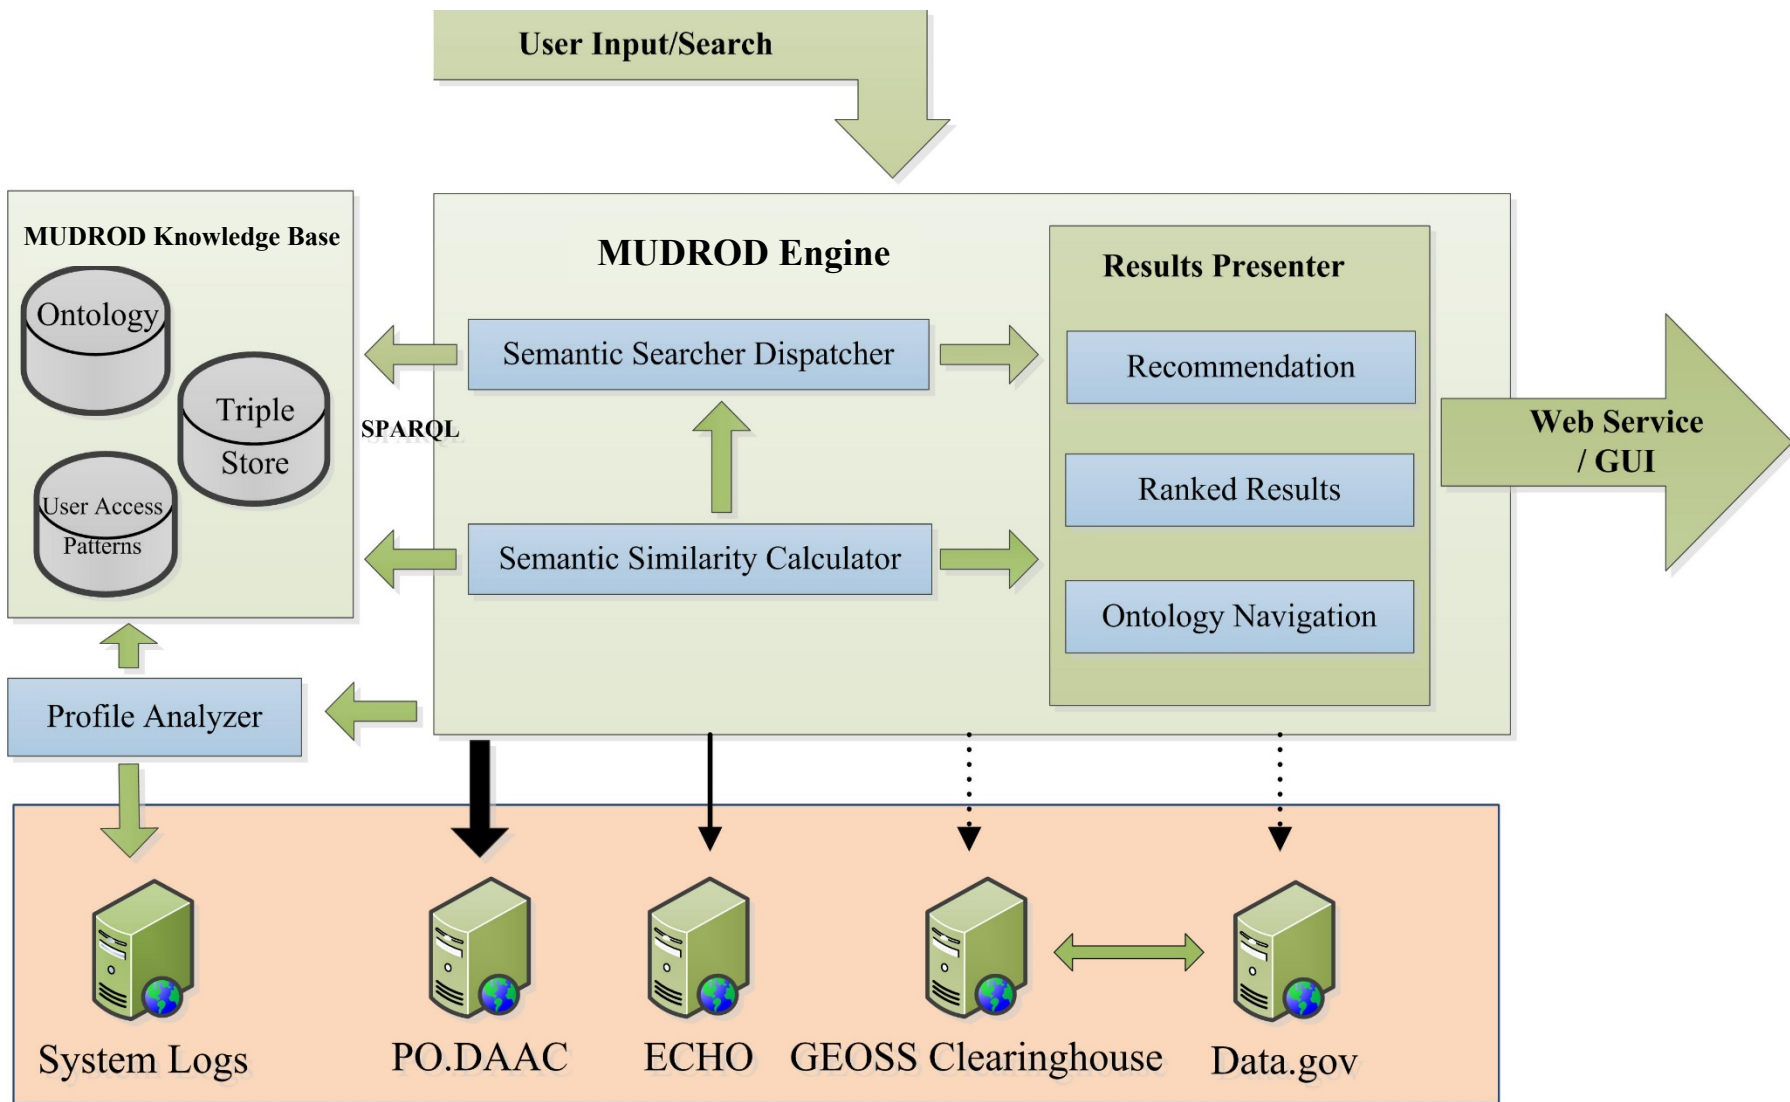 User Input/Search
MUDROD Knowledge Base
Ontology
Triple
Store
User Access
Patterns
SPARQL
MUDROD Engine
Semantic Searcher Dispatcher
Semantic Similarity Calculator
Results Presenter
Recommendation
Ranked Results
Ontology Navigation
Web Service
/ GUI
Profile Analyzer
System Logs
PO.DAAC
ECHO
GEOSS Clearinghouse
Data.gov